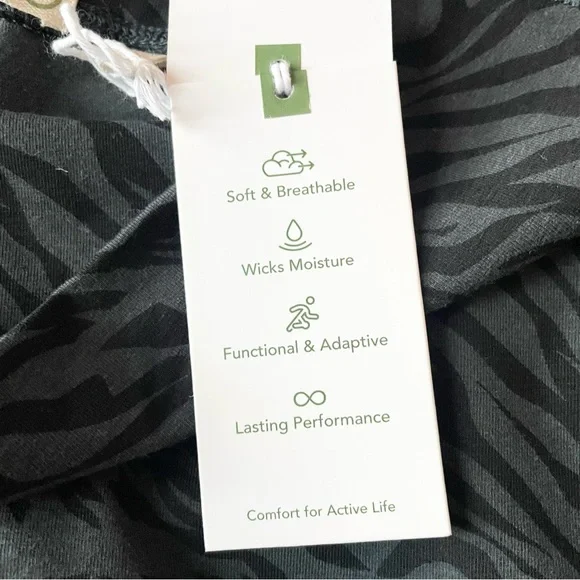 Soft & Breathable
Wicks Moisture
Functional & Adaptive
Lasting Performance
Comfort for Active Life